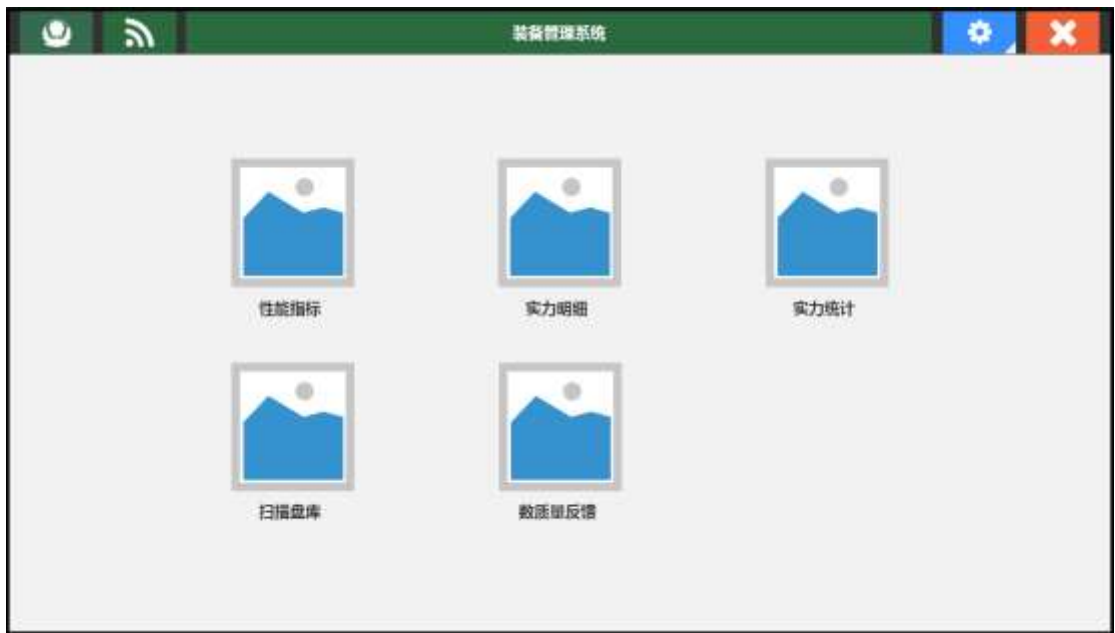 装备管理系统
性能指标
实力明细
实力统计
扫描盘库
数质量反馈